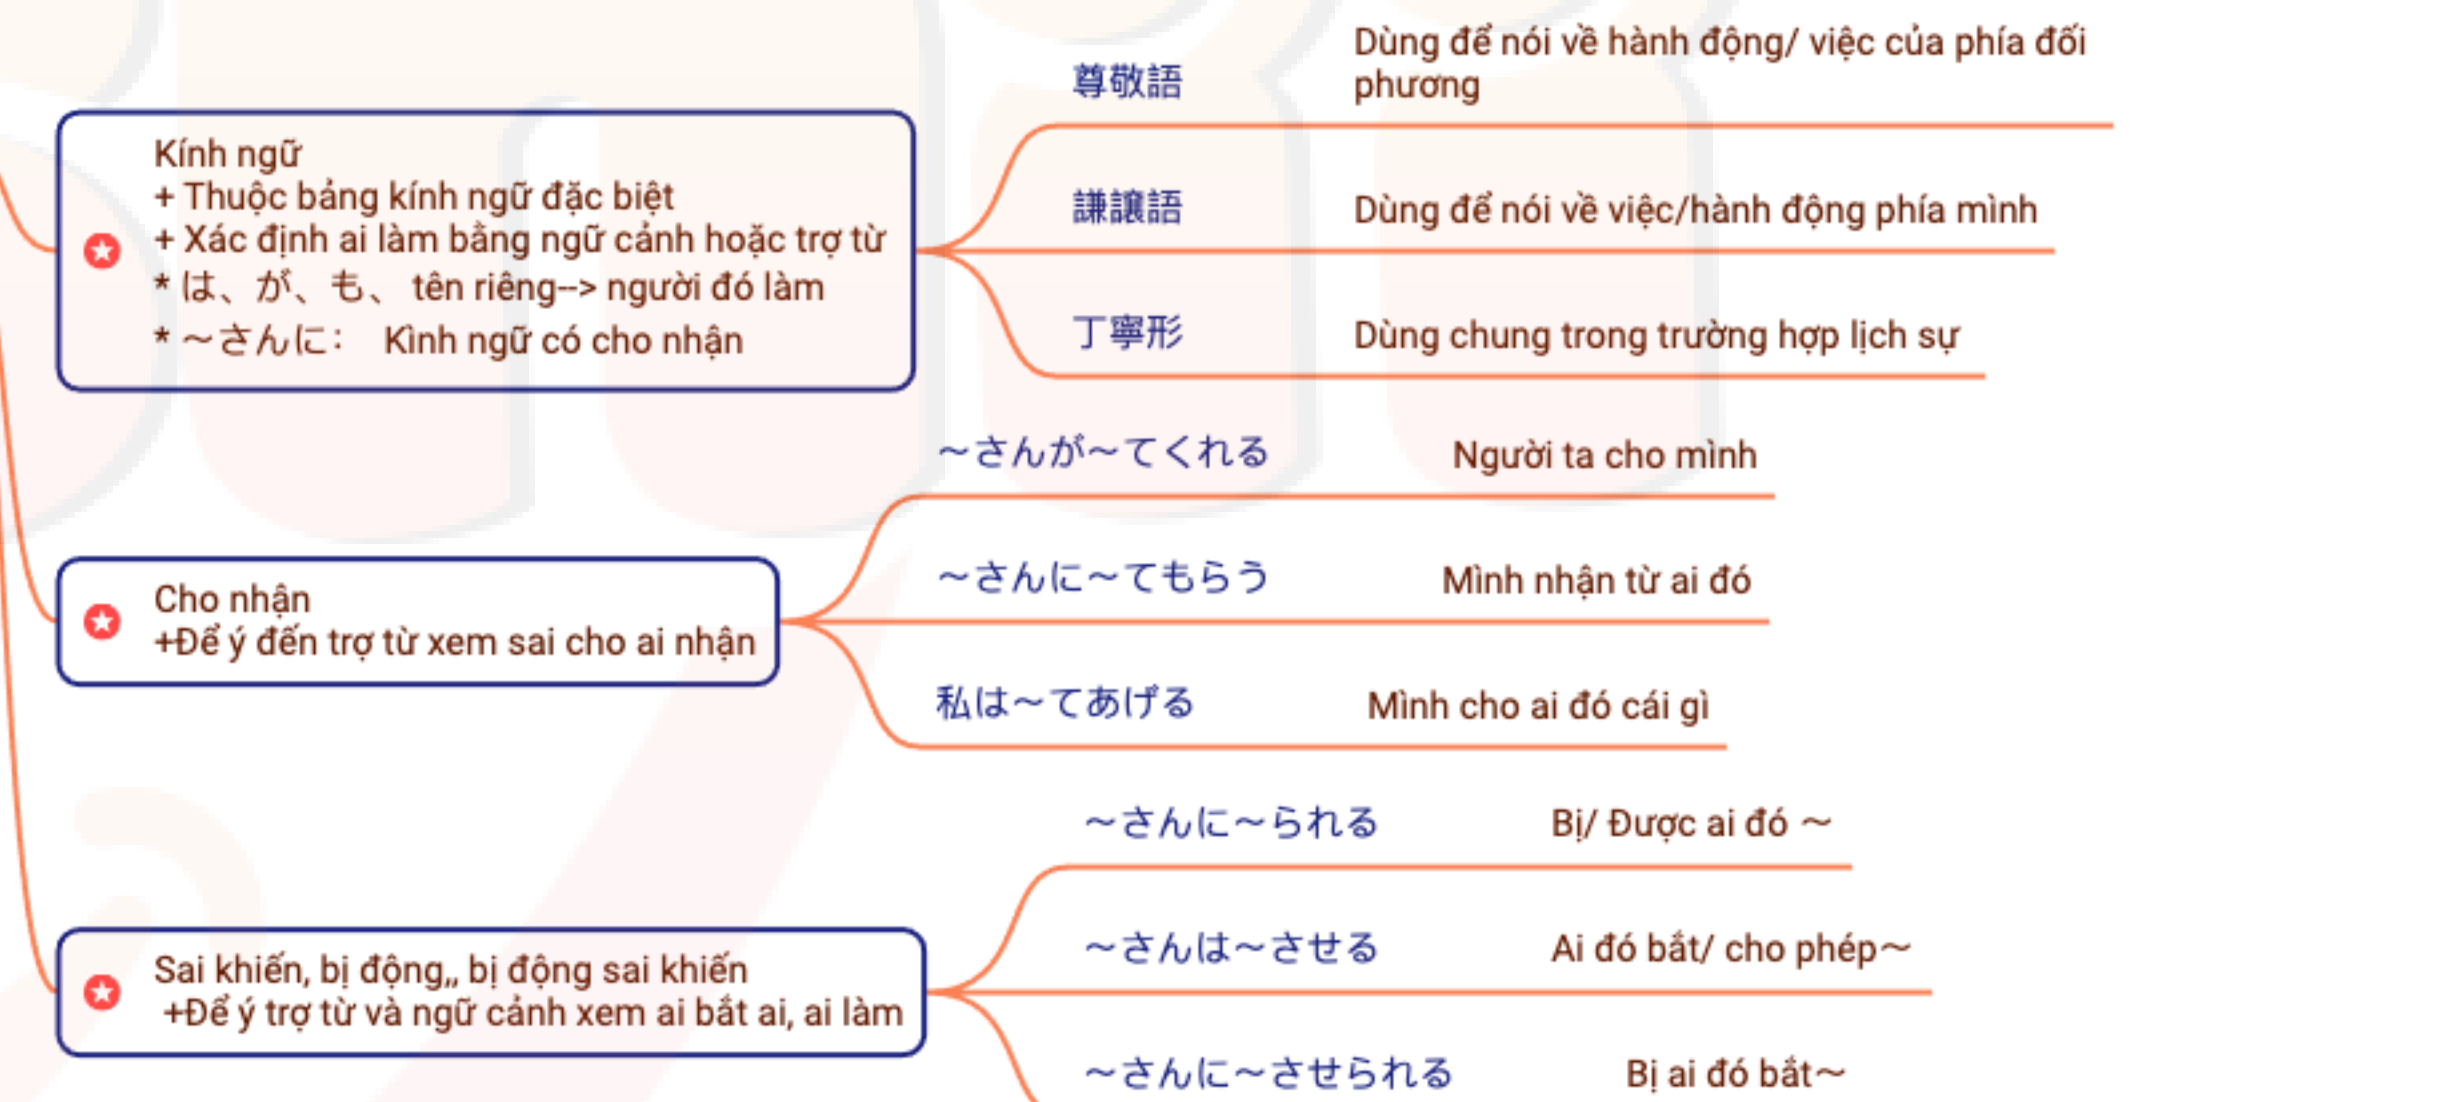 Kính ngữ
+ Thuộc bảng kính ngữ đặc biệt
+ Xác định ai làm bằng ngữ cảnh hoặc trợ từ
* は、が、も、 tên riêng--> người đó làm
* ～さんに： Kình ngữ có cho nhận
尊敬語 Dùng để nói về hành động/ việc của phía đối
phương
謙譲語 Dùng để nói về việc/hành động phía mình
丁寧形 Dùng chung trong trường hợp lịch sự
Cho nhận
+Để ý đến trợ từ xem sai cho ai nhận
～さんが～てくれる Người ta cho mình
～さんに～てもらう Mình nhận từ ai đó
私は～てあげる Mình cho ai đó cái gì
Sai khiến, bị động,, bị động sai khiến
+Để ý trợ từ và ngữ cảnh xem ai bắt ai, ai làm
～さんに～られる Bị/ Được ai đó ～
～さんは～させる Ai đó bắt/ cho phép～
～さんに～させられる Bị ai đó bắt～